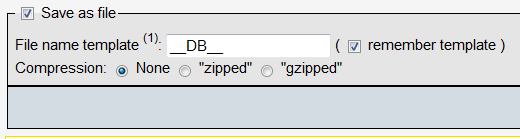 Save as file
File name template (1): __DB__ ( remember template )
Compression: None "zipped" "gzipped"